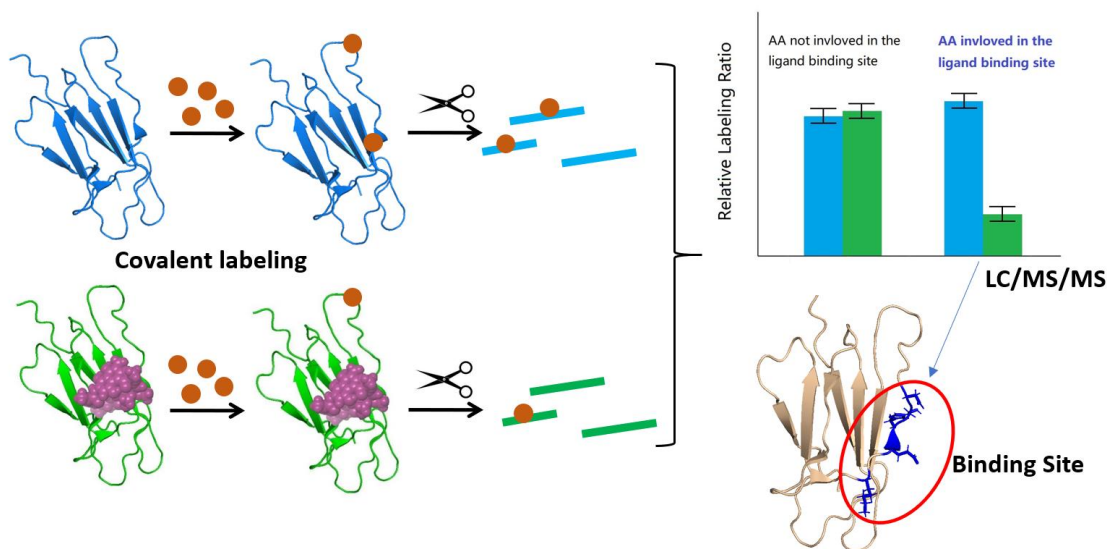 Covalent labeling
Relative Labeling Ratio
AA not invloved in the
ligand binding site
AA invloved in the
ligand binding site
LC/MS/MS
Binding Site